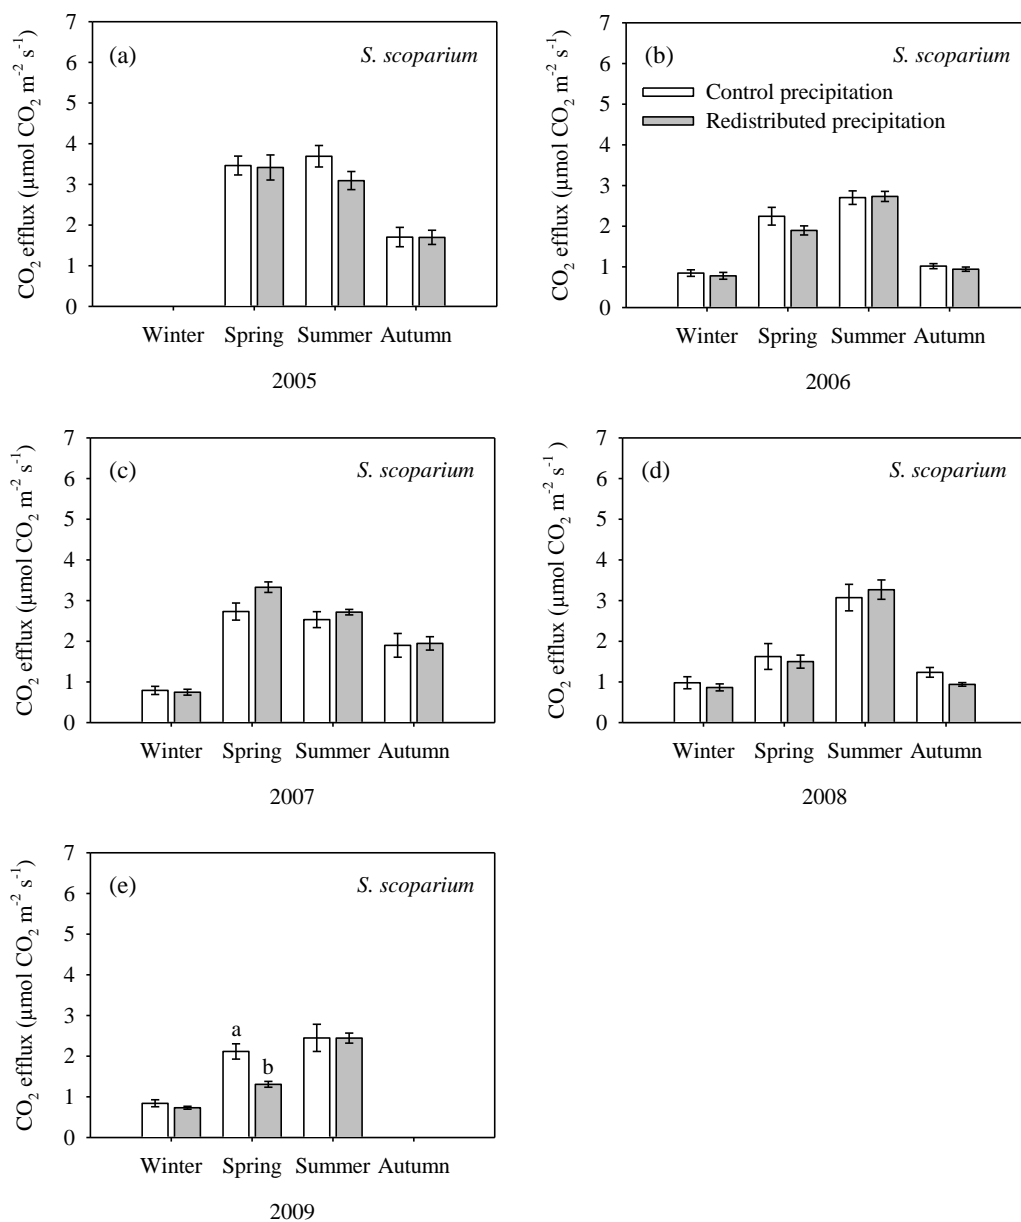 (a) S. scoparium
CO₂ efflux (µmol CO₂ m⁻² s⁻¹)
7
6
5
4
3
2
1
0
Winter Spring Summer Autumn
2005
(b) S. scoparium
Control precipitation
Redistributed precipitation
CO₂ efflux (µmol CO₂ m⁻² s⁻¹)
7
6
5
4
3
2
1
0
Winter Spring Summer Autumn
2006
(c) S. scoparium
CO₂ efflux (µmol CO₂ m⁻² s⁻¹)
7
6
5
4
3
2
1
0
Winter Spring Summer Autumn
2007
(d) S. scoparium
CO₂ efflux (µmol CO₂ m⁻² s⁻¹)
7
6
5
4
3
2
1
0
Winter Spring Summer Autumn
2008
(e) S. scoparium
CO₂ efflux (µmol CO₂ m⁻² s⁻¹)
7
6
5
4
3
2
1
0
a
b
Winter Spring Summer Autumn
2009